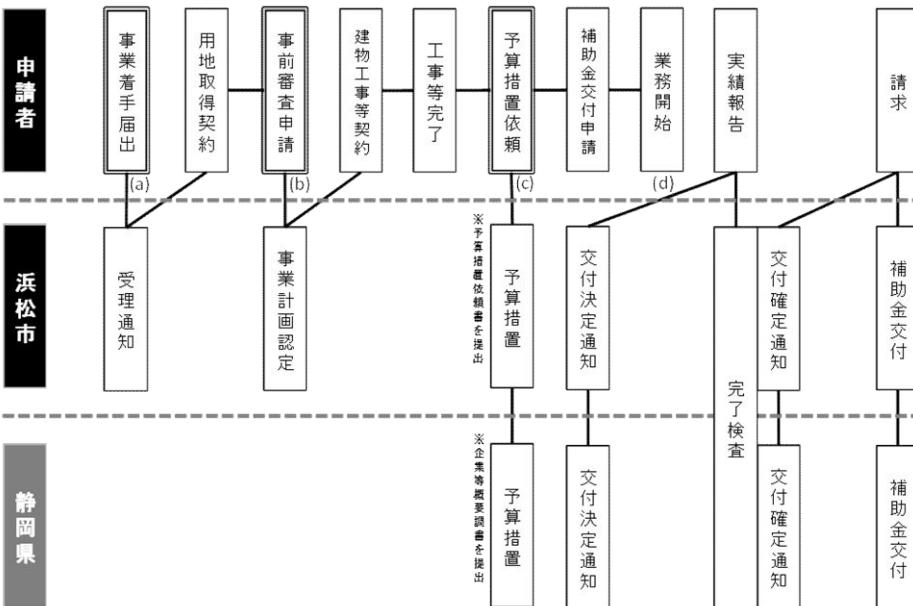 申請者
事業着手届出
用地取得契約
事前審査申請
建物工事等契約
工事等完了
予算措置依頼
補助金交付申請
業務開始
実績報告
請求
(a)
(b)
(c)
(d)
浜松市
受理通知
事業計画認定
※予算措置依頼書を提出
予算措置
交付決定通知
完了検査
交付確定通知
補助金交付
静岡県
※企業等概要調書を提出
予算措置
交付決定通知
交付確定通知
補助金交付